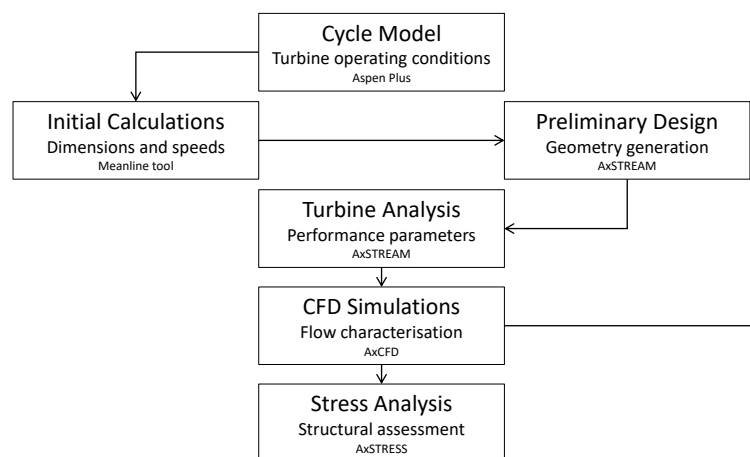 Cycle Model
Turbine operating conditions
Aspen Plus
Initial Calculations
Dimensions and speeds
Meanline tool
Preliminary Design
Geometry generation
AxSTREAM
Turbine Analysis
Performance parameters
AxSTREAM
CFD Simulations
Flow characterisation
AxCFD
Stress Analysis
Structural assessment
AxSTRESS